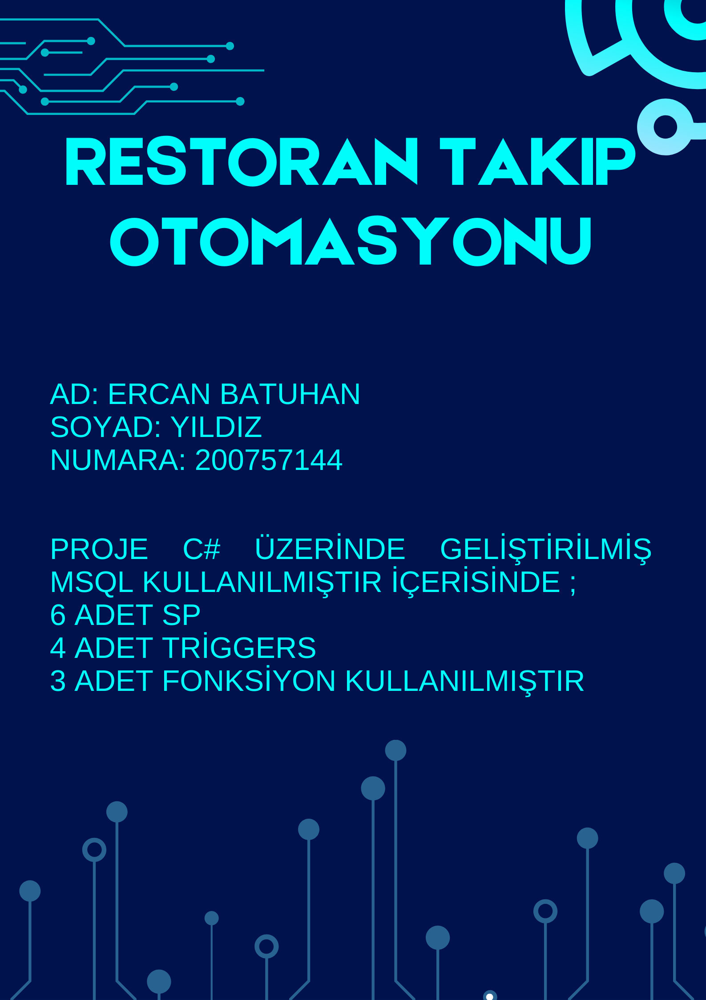 RESTORAN TAKIP
OTOMASYONU
AD: ERCAN BATUHAN
SOYAD: YILDIZ
NUMARA: 200757144
PROJE C# ÜZERİNDE GELİŞTİRİLMİŞ
MSQL KULLANILMIŞTIR İÇERİSİNDE ;
6 ADET SP
4 ADET TRİGGERS
3 ADET FONKSİYON KULLANILMIŞTIR